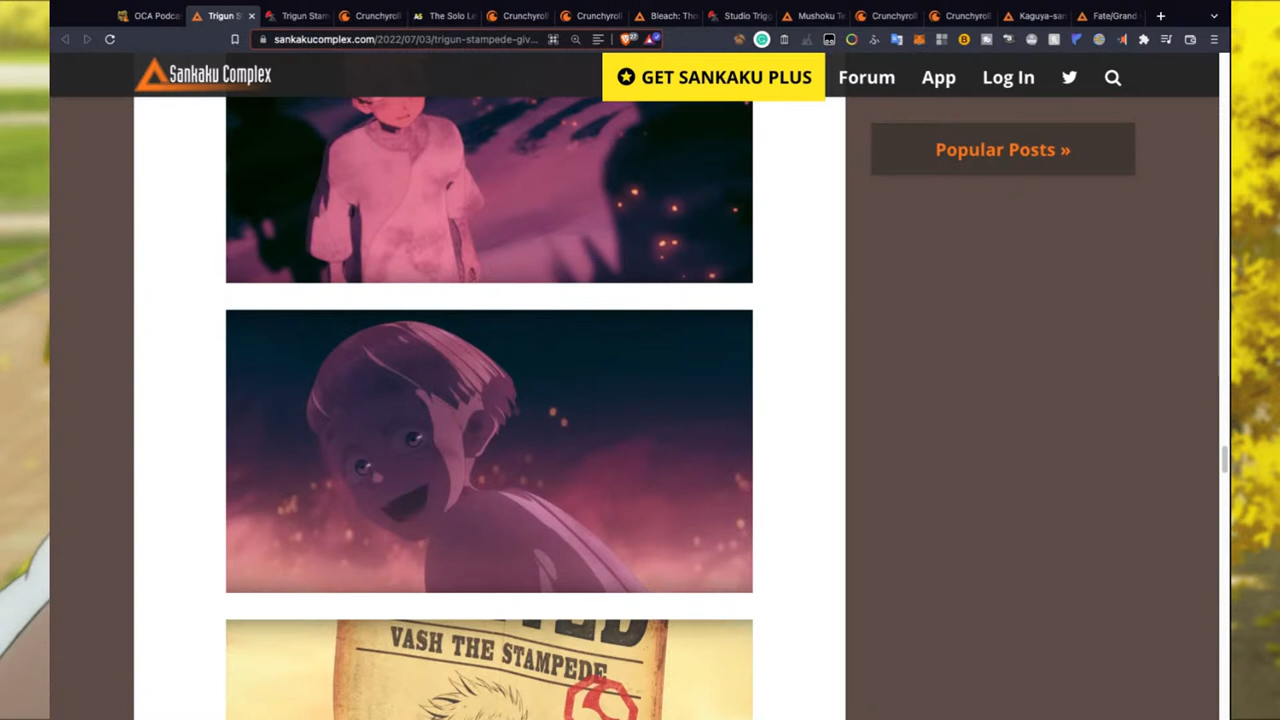 OCA Podca
Trigun S
Trigun Stam
Crunchyroll
The Solo Le
Crunchyroll
Crunchyroll
Bleach: Tho
Studio Trigg
Mushoku Te
Crunchyroll
Crunchyroll
Kaguya-sam
Fate/Grand
sankakucomplex.com/2022/07/03/trigun-stampede-giv...
27
Sankaku Complex
GET SANKAKU PLUS
Forum
App
Log In
Popular Posts »
VASH THE STAMPEDE